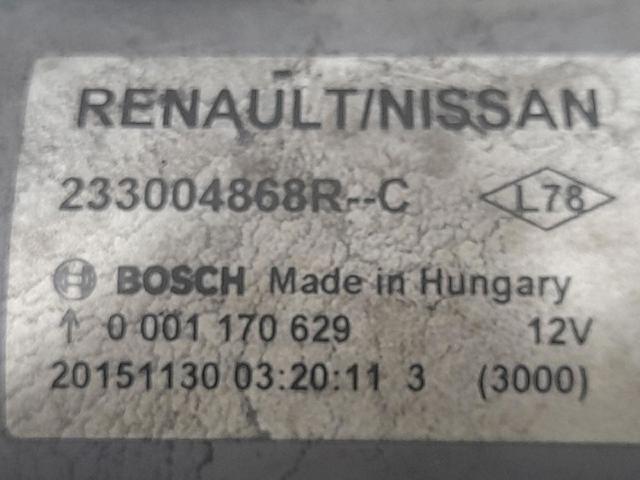 RENAULT/NISSAN
233004868R--C L78
BOSCH Made in Hungary
↑ 0 001 170 629 12V
20151130 03:20:11 3 (3000)